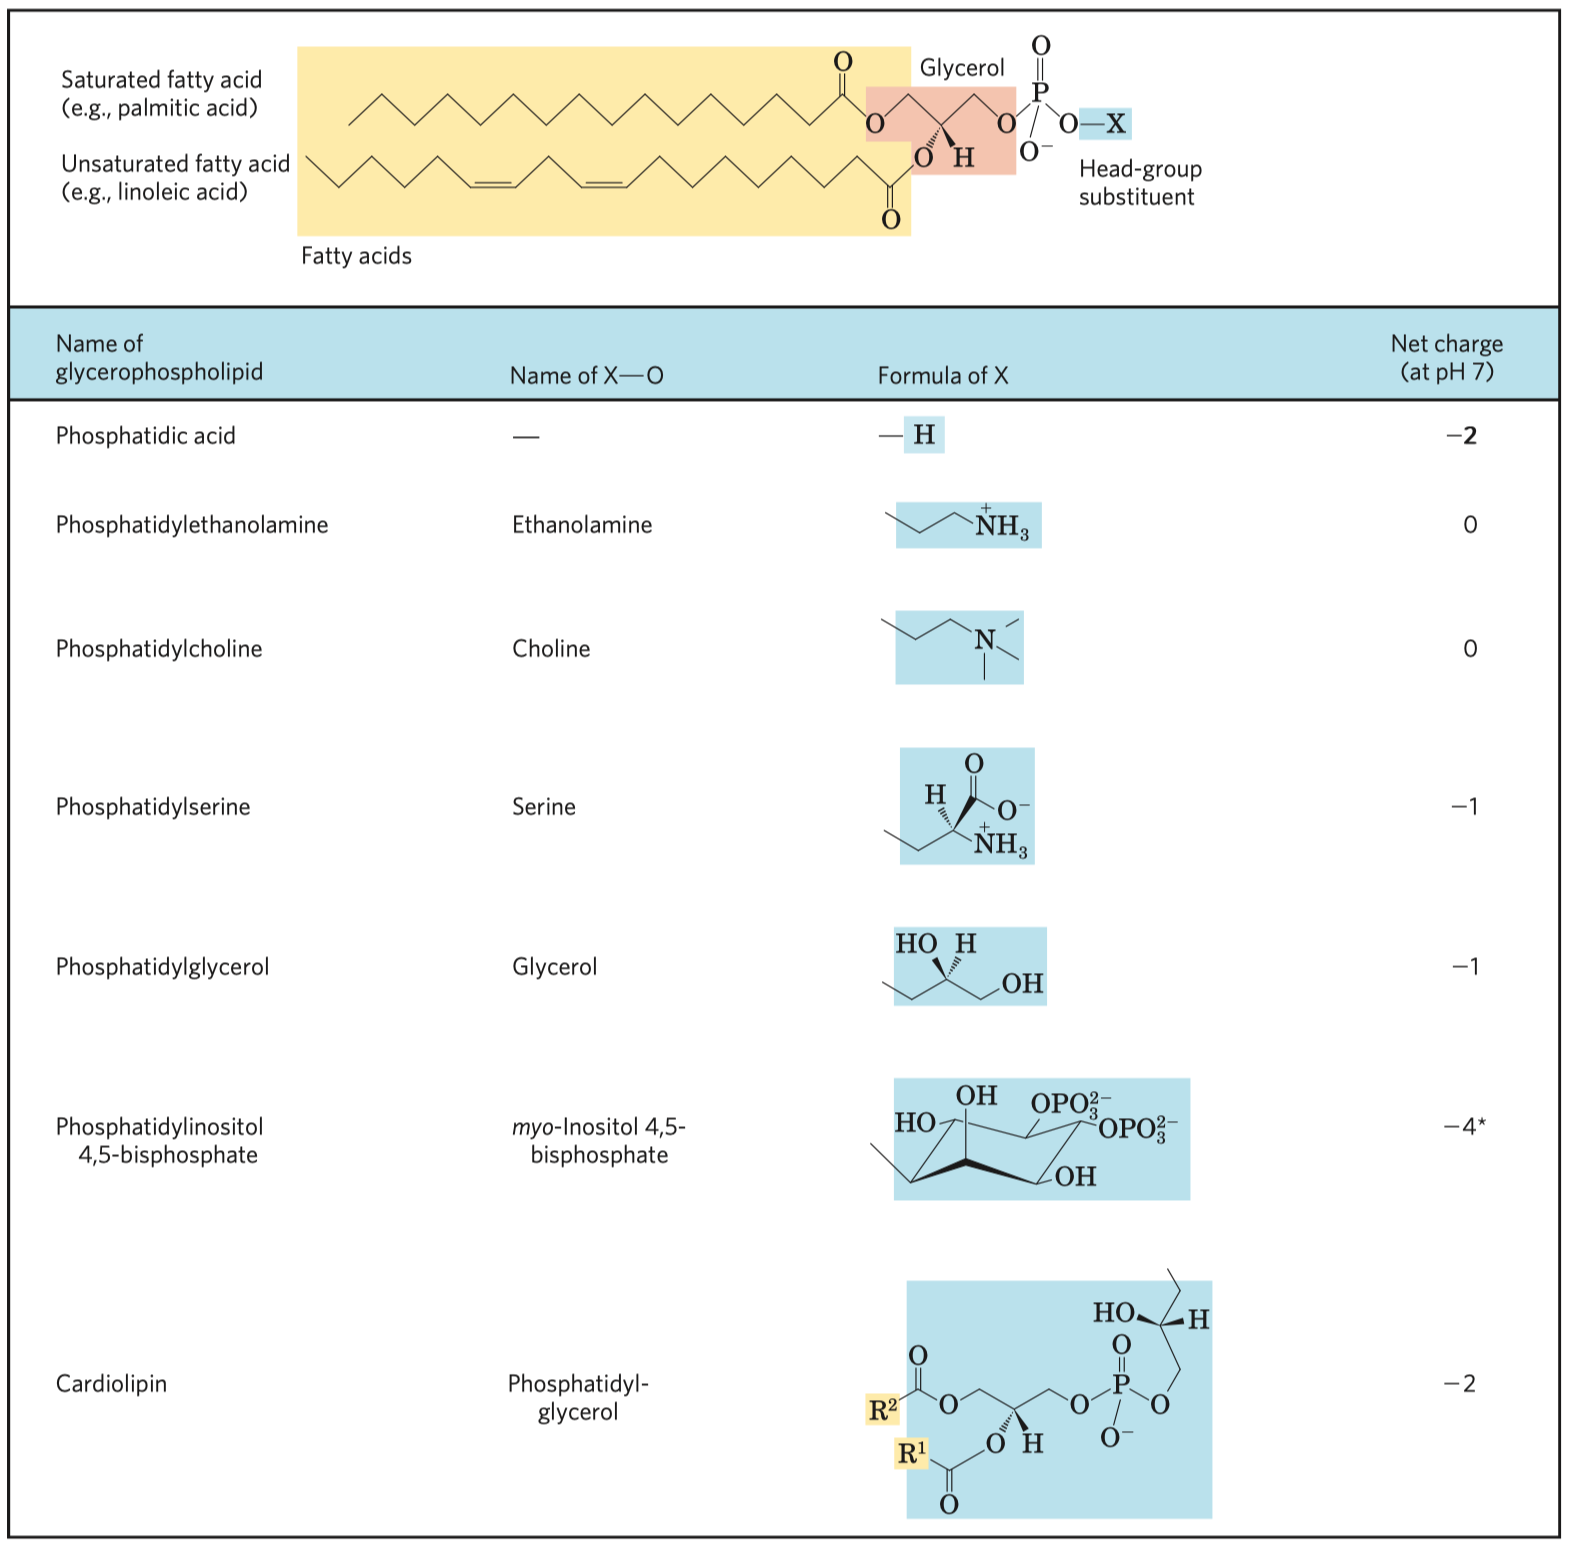 Saturated fatty acid
(e.g., palmitic acid)
Unsaturated fatty acid
(e.g., linoleic acid)
Fatty acids
Glycerol
O
O
O
H
O
O
O
P
O⁻
O—X
Head-group
substituent
Name of
glycerophospholipid
Name of X—O
Formula of X
Net charge
(at pH 7)
Phosphatidic acid — — H −2
Phosphatidylethanolamine Ethanolamine N⁺H₃ 0
Phosphatidylcholine Choline N 0
Phosphatidylserine Serine
O
H
O⁻
N⁺H₃
−1
Phosphatidylglycerol Glycerol
HO H
OH
−1
Phosphatidylinositol
4,5-bisphosphate
myo-Inositol 4,5-
bisphosphate
OH
HO
OPO₃²⁻
OPO₃²⁻
OH
−4*
Cardiolipin
Phosphatidyl-
glycerol
HO H
O
O
P
R² O O O
O⁻
R¹ O H
O
−2